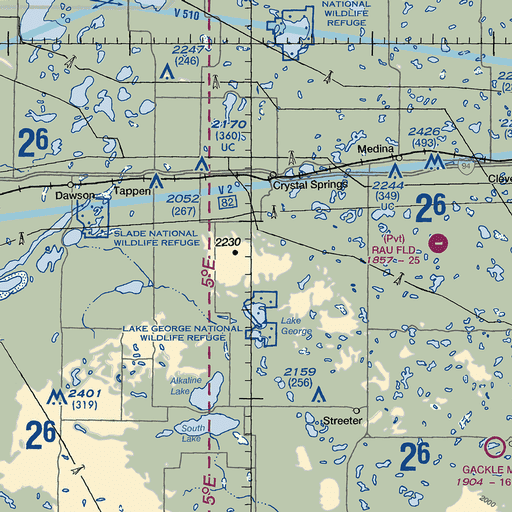 V 510
NATIONAL
WILDLIFE
REFUGE
2247
(246)
26
2170
(360)
UC
2426
(493)
Medina
94
Crystal Springs
2244
(349)
UC
Cleve
Dawson
Tappen
2052
(267)
V 2
82
26
SLADE NATIONAL
WILDLIFE REFUGE
2230
(Pvt)
RAU FLD
1857 - 25
5°E
Lake
George
LAKE GEORGE NATIONAL
WILDLIFE REFUGE
2159
(256)
Alkaline
Lake
2401
(319)
Streeter
South
Lake
26
26
GACKLE M
1904 - 16
5°E
2000